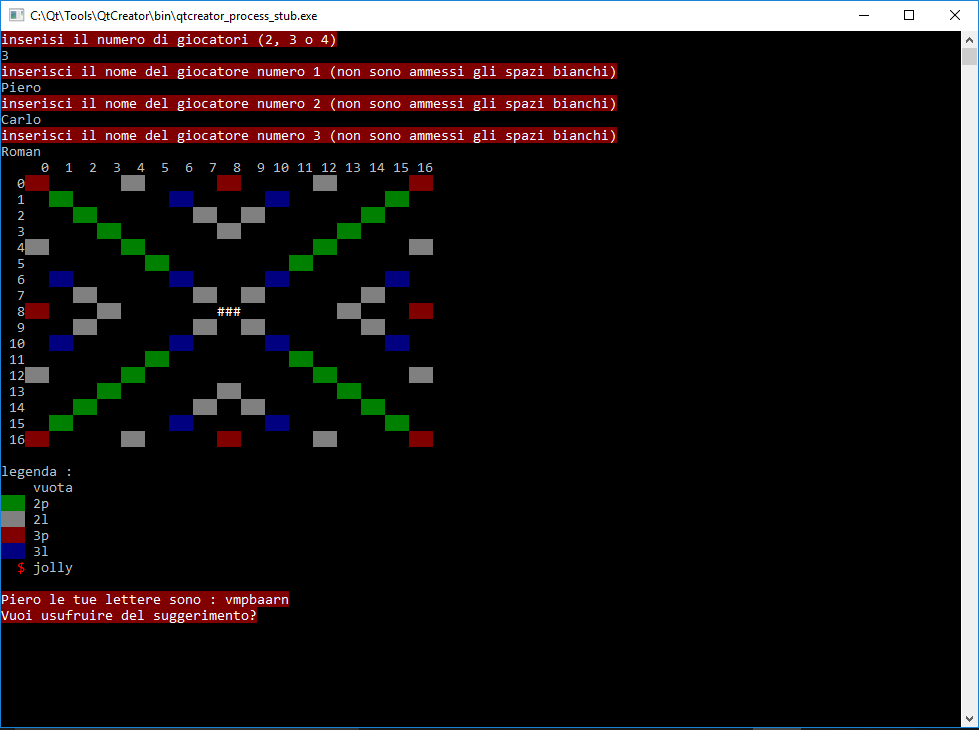 C:\Qt\Tools\QtCreator\bin\qtcreator_process_stub.exe
inserisi il numero di giocatori (2, 3 o 4)
3
inserisci il nome del giocatore numero 1 (non sono ammessi gli spazi bianchi)
Piero
inserisci il nome del giocatore numero 2 (non sono ammessi gli spazi bianchi)
Carlo
inserisci il nome del giocatore numero 3 (non sono ammessi gli spazi bianchi)
Roman
0 1 2 3 4 5 6 7 8 9 10 11 12 13 14 15 16
0
1
2
3
4
5
6
7
8 ###
9
10
11
12
13
14
15
16
legenda :
vuota
2p
2l
3p
3l
$ jolly
Piero le tue lettere sono : vmpbaarn
Vuoi usufruire del suggerimento?